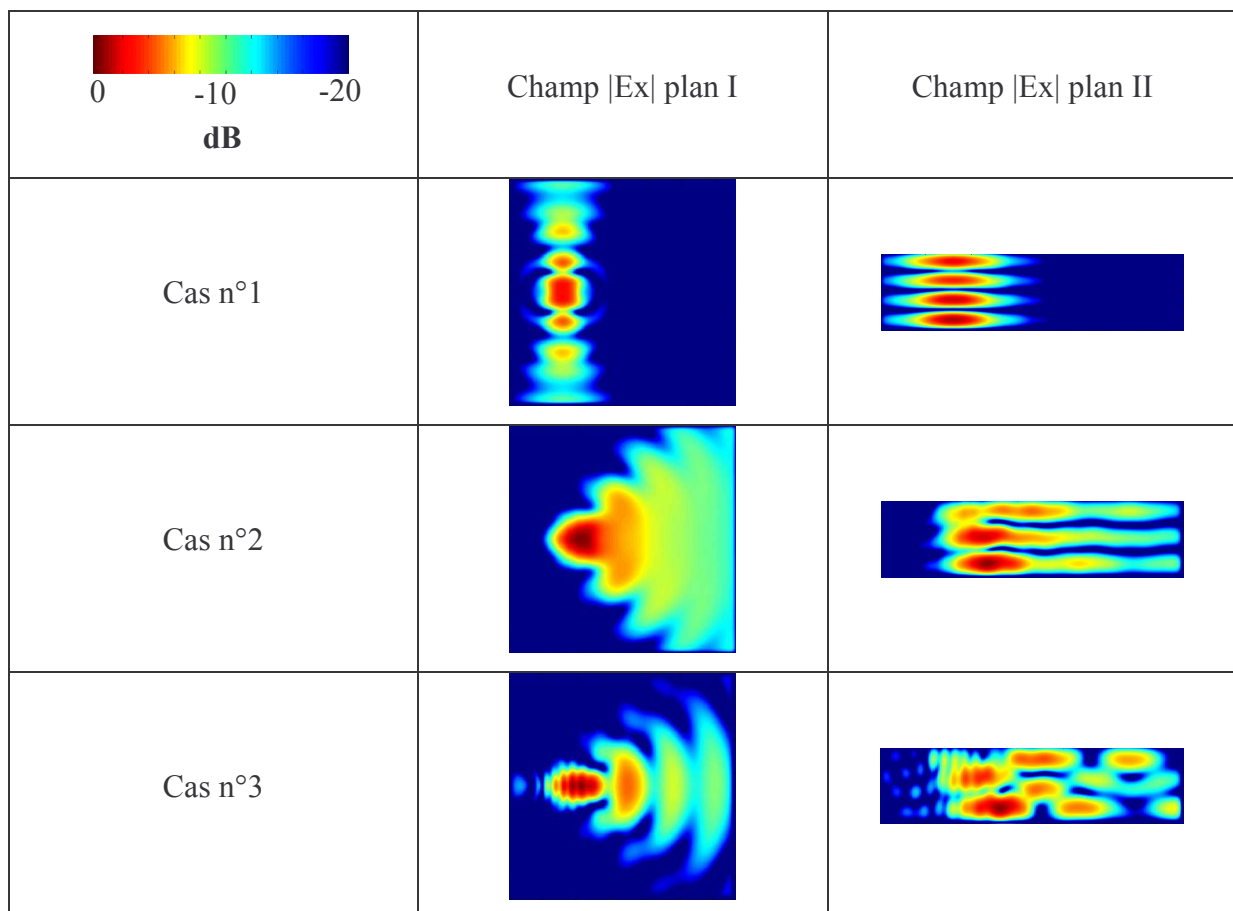 0 -10 -20
dB
Champ |Ex| plan I
Champ |Ex| plan II
Cas n°1
Cas n°2
Cas n°3